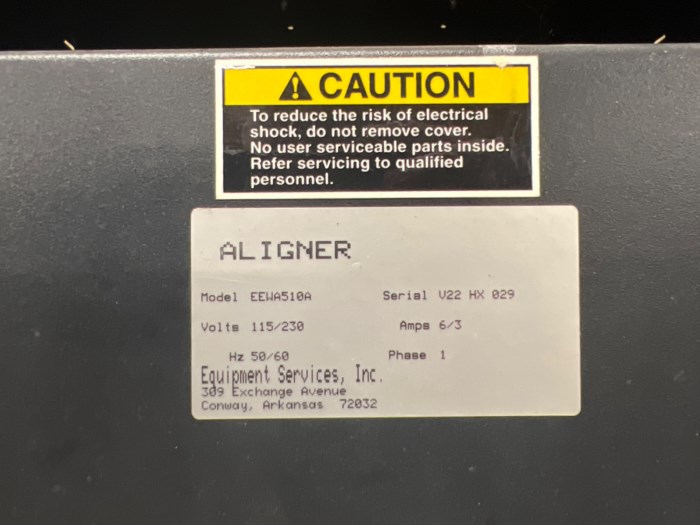 CAUTION
To reduce the risk of electrical
shock, do not remove cover.
No user serviceable parts inside.
Refer servicing to qualified
personnel.
ALIGNER
Model EEWA510A Serial V22 HX 029
Volts 115/230 Amps 6/3
Hz 50/60 Phase 1
Equipment Services, Inc.
309 Exchange Avenue
Conway, Arkansas 72032